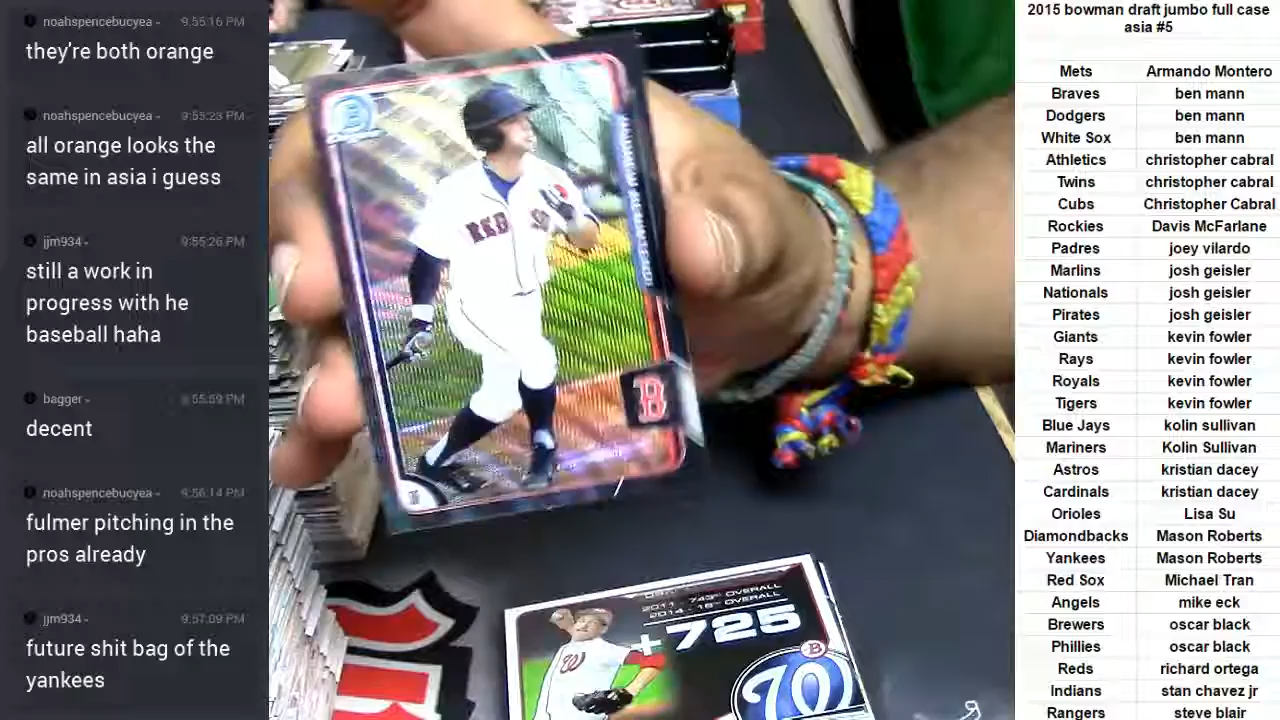 noahspencebucyea - 9:55:16 PM
they're both orange
noahspencebucyea - 9:55:23 PM
all orange looks the
same in asia i guess
jjm934 - 9:55:26 PM
still a work in
progress with he
baseball haha
bagger - 9:55:59 PM
decent
noahspencebucyea - 9:56:14 PM
fulmer pitching in the
pros already
jjm934 - 9:57:09 PM
future shit bag of the
yankees
B
RED
B
2011 - 743RD OVERALL
2014 - 18TH OVERALL
+725
W
B
W
2015 bowman draft jumbo full case
asia #5
Mets Armando Montero
Braves ben mann
Dodgers ben mann
White Sox ben mann
Athletics christopher cabral
Twins christopher cabral
Cubs Christopher Cabral
Rockies Davis McFarlane
Padres joey vilardo
Marlins josh geisler
Nationals josh geisler
Pirates josh geisler
Giants kevin fowler
Rays kevin fowler
Royals kevin fowler
Tigers kevin fowler
Blue Jays kolin sullivan
Mariners Kolin Sullivan
Astros kristian dacey
Cardinals kristian dacey
Orioles Lisa Su
Diamondbacks Mason Roberts
Yankees Mason Roberts
Red Sox Michael Tran
Angels mike eck
Brewers oscar black
Phillies oscar black
Reds richard ortega
Indians stan chavez jr
Rangers steve blair